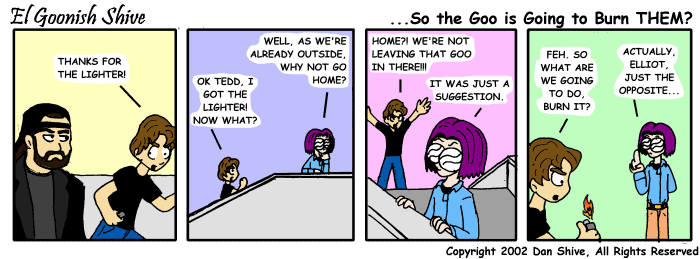 El Goonish Shive
...So the Goo is Going to Burn THEM?
THANKS FOR
THE LIGHTER!
OK TEDD, I
GOT THE
LIGHTER!
NOW WHAT?
WELL, AS WE'RE
ALREADY OUTSIDE,
WHY NOT GO
HOME?
HOME?! WE'RE NOT
LEAVING THAT GOO
IN THERE!!!
IT WAS JUST A
SUGGESTION.
FEH. SO
WHAT ARE
WE GOING
TO DO,
BURN IT?
ACTUALLY,
ELLIOT,
JUST THE
OPPOSITE...
Copyright 2002 Dan Shive, All Rights Reserved